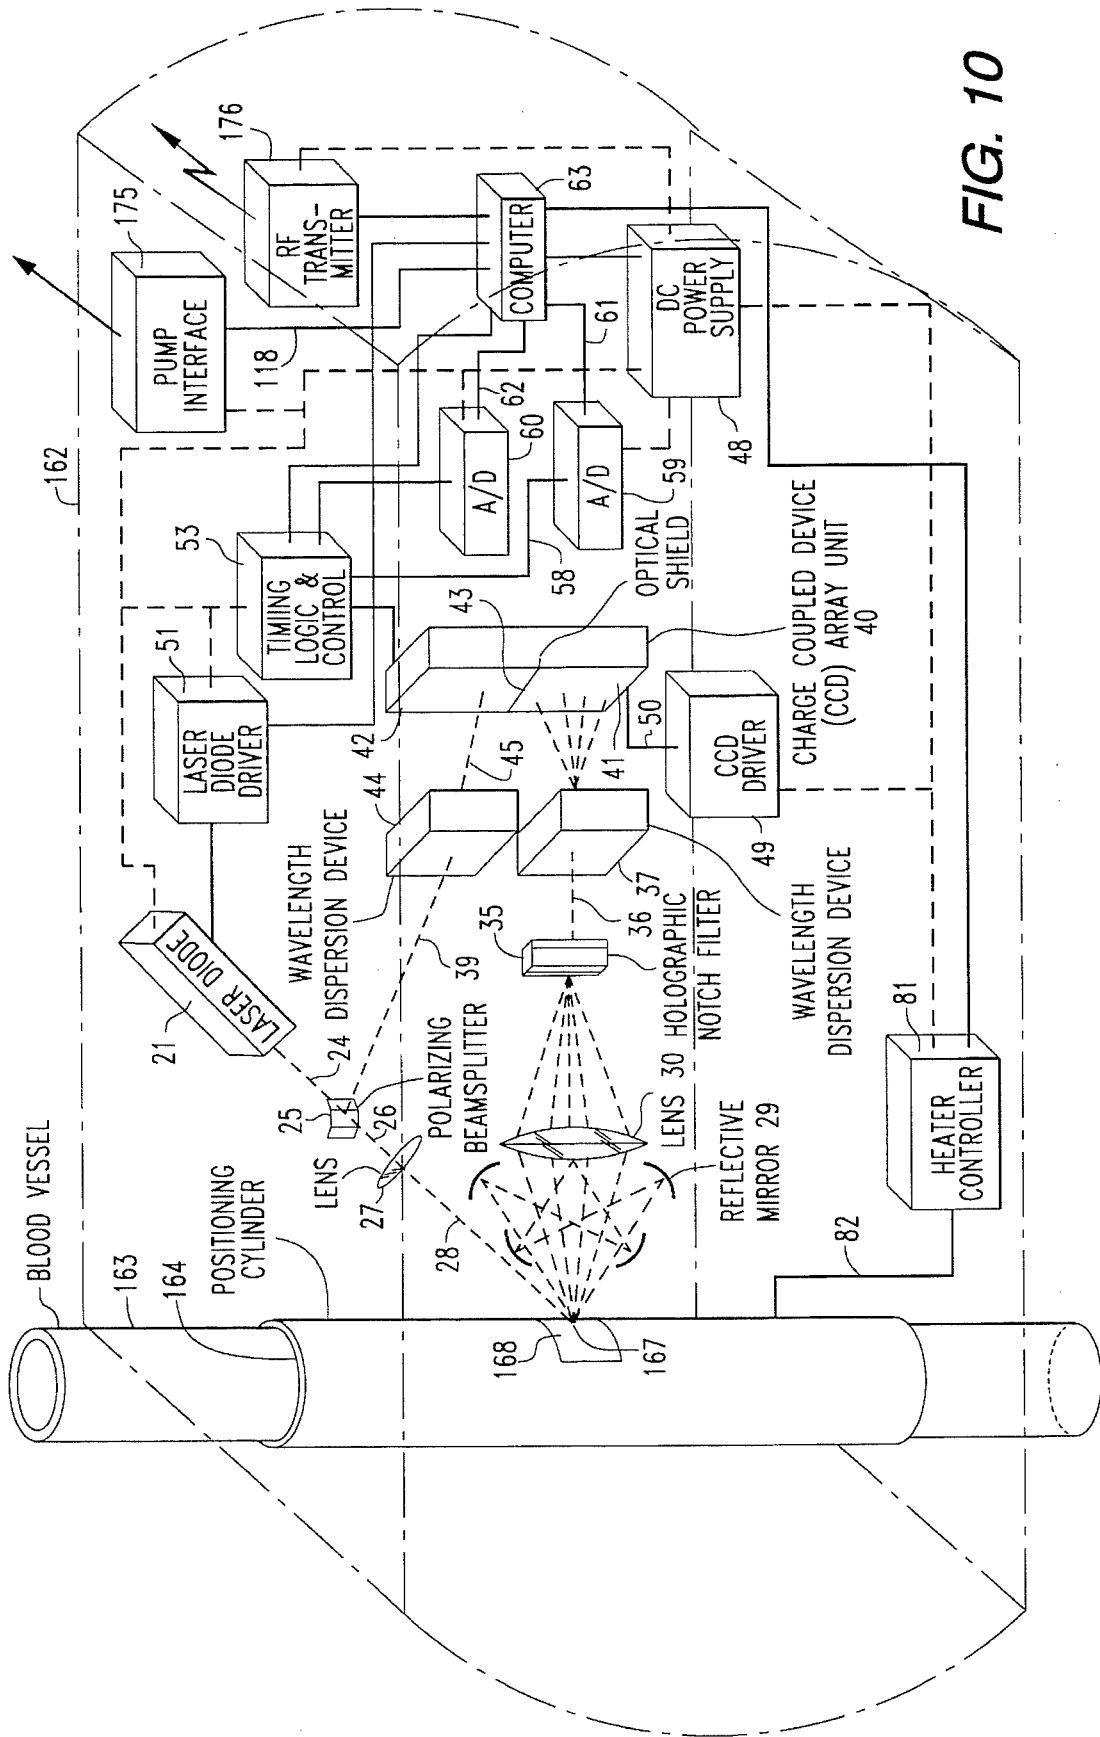 FIG. 10
162
175
PUMP
INTERFACE
118
176
RF
TRANS-
MITTER
63
COMPUTER
62
61
60
A/D
59
A/D
58
DC
POWER
SUPPLY
48
53
TIMIING
LOGIC &
CONTROL
51
LASER
DIODE
DRIVER
OPTICAL
SHIELD
43
42
41
45
44
50
CCD
DRIVER
49
CHARGE COUPLED DEVICE
(CCD) ARRAY UNIT
40
LASER DIODE
21
24
25
26
POLARIZING
BEAMSPLITTER
WAVELENGTH
DISPERSION DEVICE
39
37
36
35
HOLOGRAPHIC
NOTCH FILTER
WAVELENGTH
DISPERSION DEVICE
LENS 30
REFLECTIVE
MIRROR 29
LENS
27
28
81
HEATER
CONTROLLER
82
BLOOD VESSEL
163
164
POSITIONING
CYLINDER
168
167